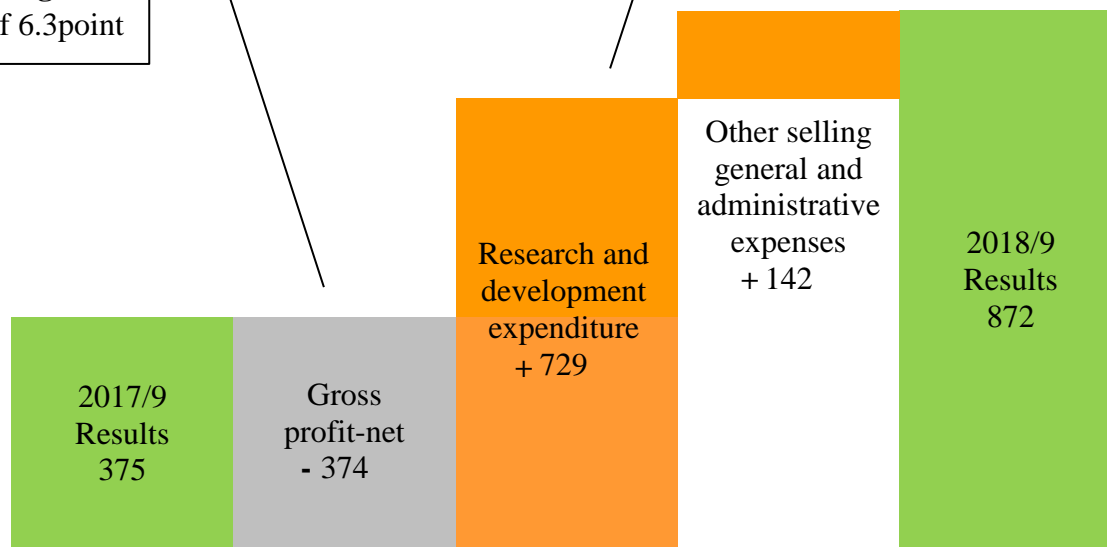 f 6.3point
Other selling
general and
administrative
expenses
+ 142
Research and
development
expenditure
+ 729
2018/9
Results
872
2017/9
Results
375
Gross
profit-net
- 374